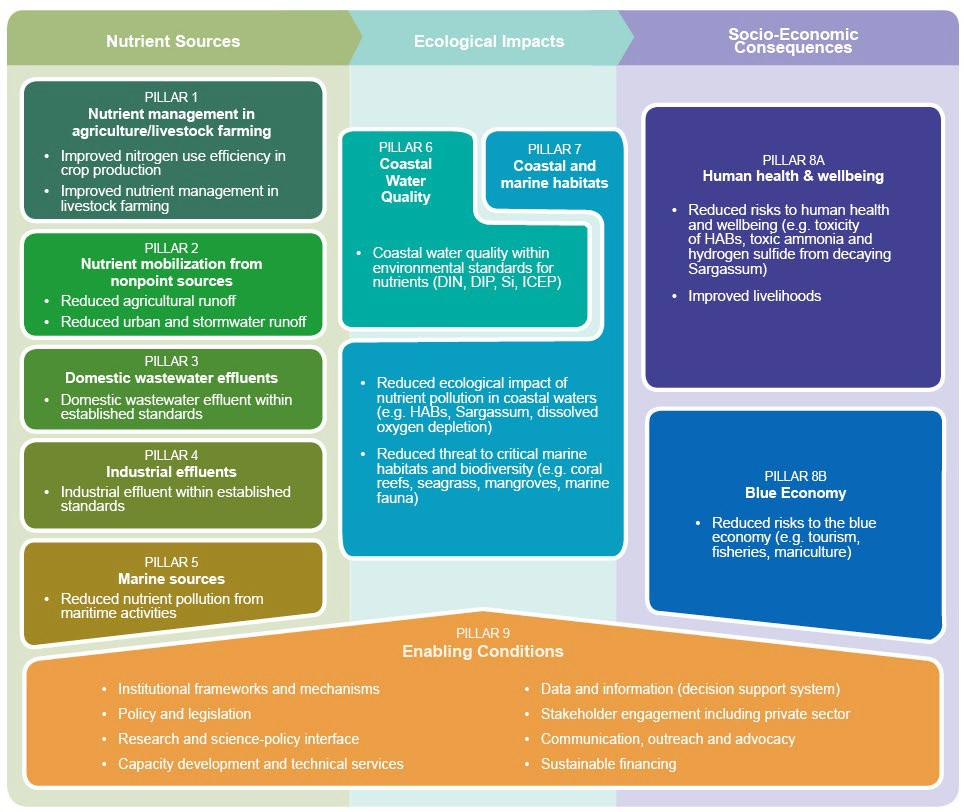 Nutrient Sources
Ecological Impacts
Socio-Economic
Consequences
PILLAR 1
Nutrient management in
agriculture/livestock farming
• Improved nitrogen use efficiency in
crop production
• Improved nutrient management in
livestock farming
PILLAR 2
Nutrient mobilization from
nonpoint sources
• Reduced agricultural runoff
• Reduced urban and stormwater runoff
PILLAR 3
Domestic wastewater effluents
• Domestic wastewater effluent within
established standards
PILLAR 4
Industrial effluents
• Industrial effluent within established
standards
PILLAR 5
Marine sources
• Reduced nutrient pollution from
maritime activities
PILLAR 6
Coastal
Water
Quality
• Coastal water quality within
environmental standards for
nutrients (DIN, DIP, Si, ICEP)
PILLAR 7
Coastal and
marine habitats
• Reduced ecological impact of
nutrient pollution in coastal waters
(e.g. HABs, Sargassum, dissolved
oxygen depletion)
• Reduced threat to critical marine
habitats and biodiversity (e.g. coral
reefs, seagrass, mangroves, marine
fauna)
PILLAR 8A
Human health & wellbeing
• Reduced risks to human health
and wellbeing (e.g. toxicity
of HABs, toxic ammonia and
hydrogen sulfide from decaying
Sargassum)
• Improved livelihoods
PILLAR 8B
Blue Economy
• Reduced risks to the blue
economy (e.g. tourism,
fisheries, mariculture)
PILLAR 9
Enabling Conditions
• Institutional frameworks and mechanisms
• Policy and legislation
• Research and science-policy interface
• Capacity development and technical services
• Data and information (decision support system)
• Stakeholder engagement including private sector
• Communication, outreach and advocacy
• Sustainable financing